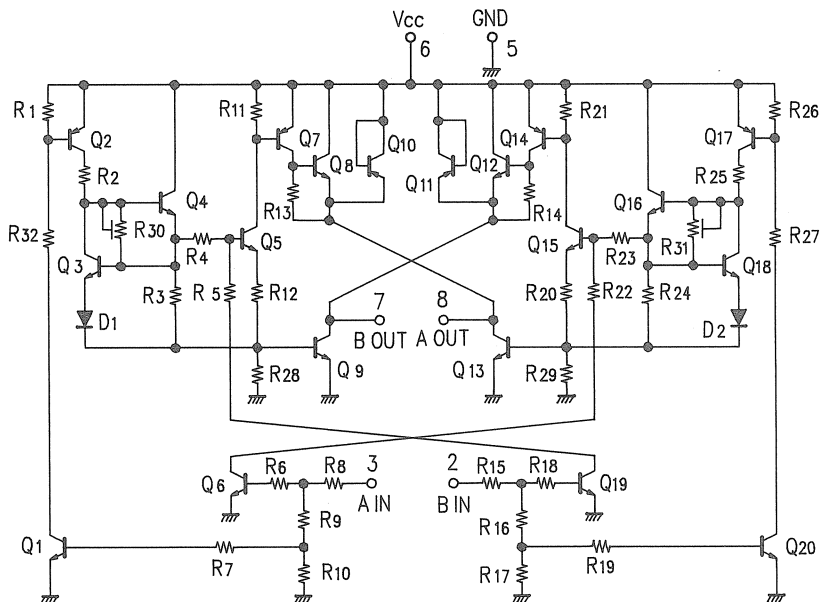 Vcc GND
6 5
R1 R11 R21 R26
Q2 Q7 Q8 Q10 Q12 Q14 Q17
Q11
R2 R25
Q4 R13 R14 Q16
R32 R30 R4 Q5 Q15 R23 R31 R27
Q3 R3 R5 R12 R20 R22 R24 Q18
D1 7 8 D2
B OUT A OUT
R28 Q9 Q13 R29
Q6 R6 R8 3 2 R15 R18 Q19
A IN B IN
R9 R16
Q1 R7 R10 R17 R19 Q20